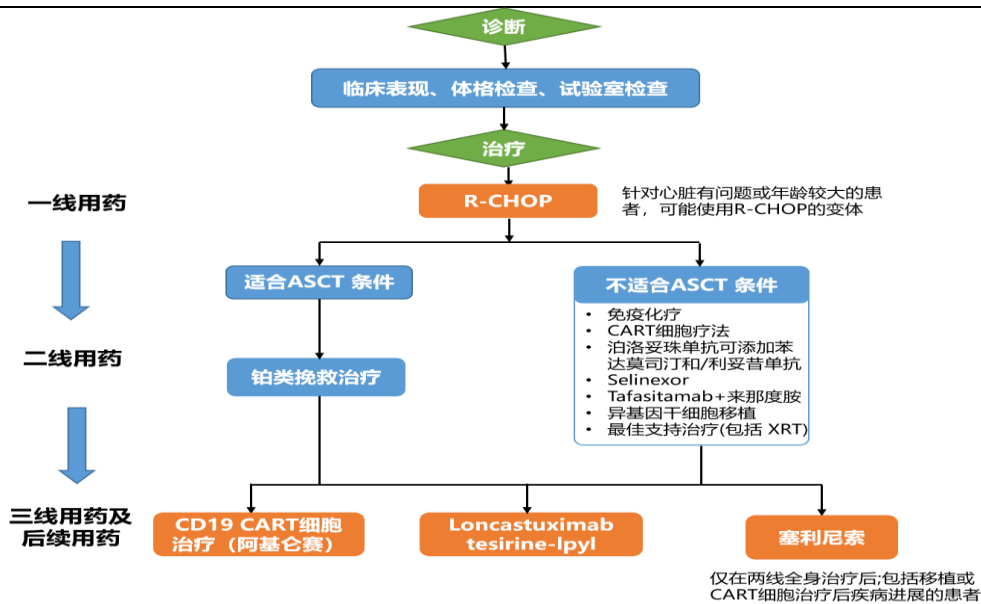 诊断
临床表现、体格检查、试验室检查
治疗
一线用药
R-CHOP
针对心脏有问题或年龄较大的患
者，可能使用R-CHOP的变体
适合ASCT 条件
不适合ASCT 条件
• 免疫化疗
• CART细胞疗法
• 泊洛妥珠单抗可添加苯
达莫司汀和/利妥昔单抗
• Selinexor
• Tafasitamab+来那度胺
• 异基因干细胞移植
• 最佳支持治疗(包括 XRT)
二线用药
铂类挽救治疗
三线用药及
后续用药
CD19 CART细胞
治疗（阿基仑赛）
Loncastuximab
tesirine-lpyl
塞利尼索
仅在两线全身治疗后;包括移植或
CART细胞治疗后疾病进展的患者